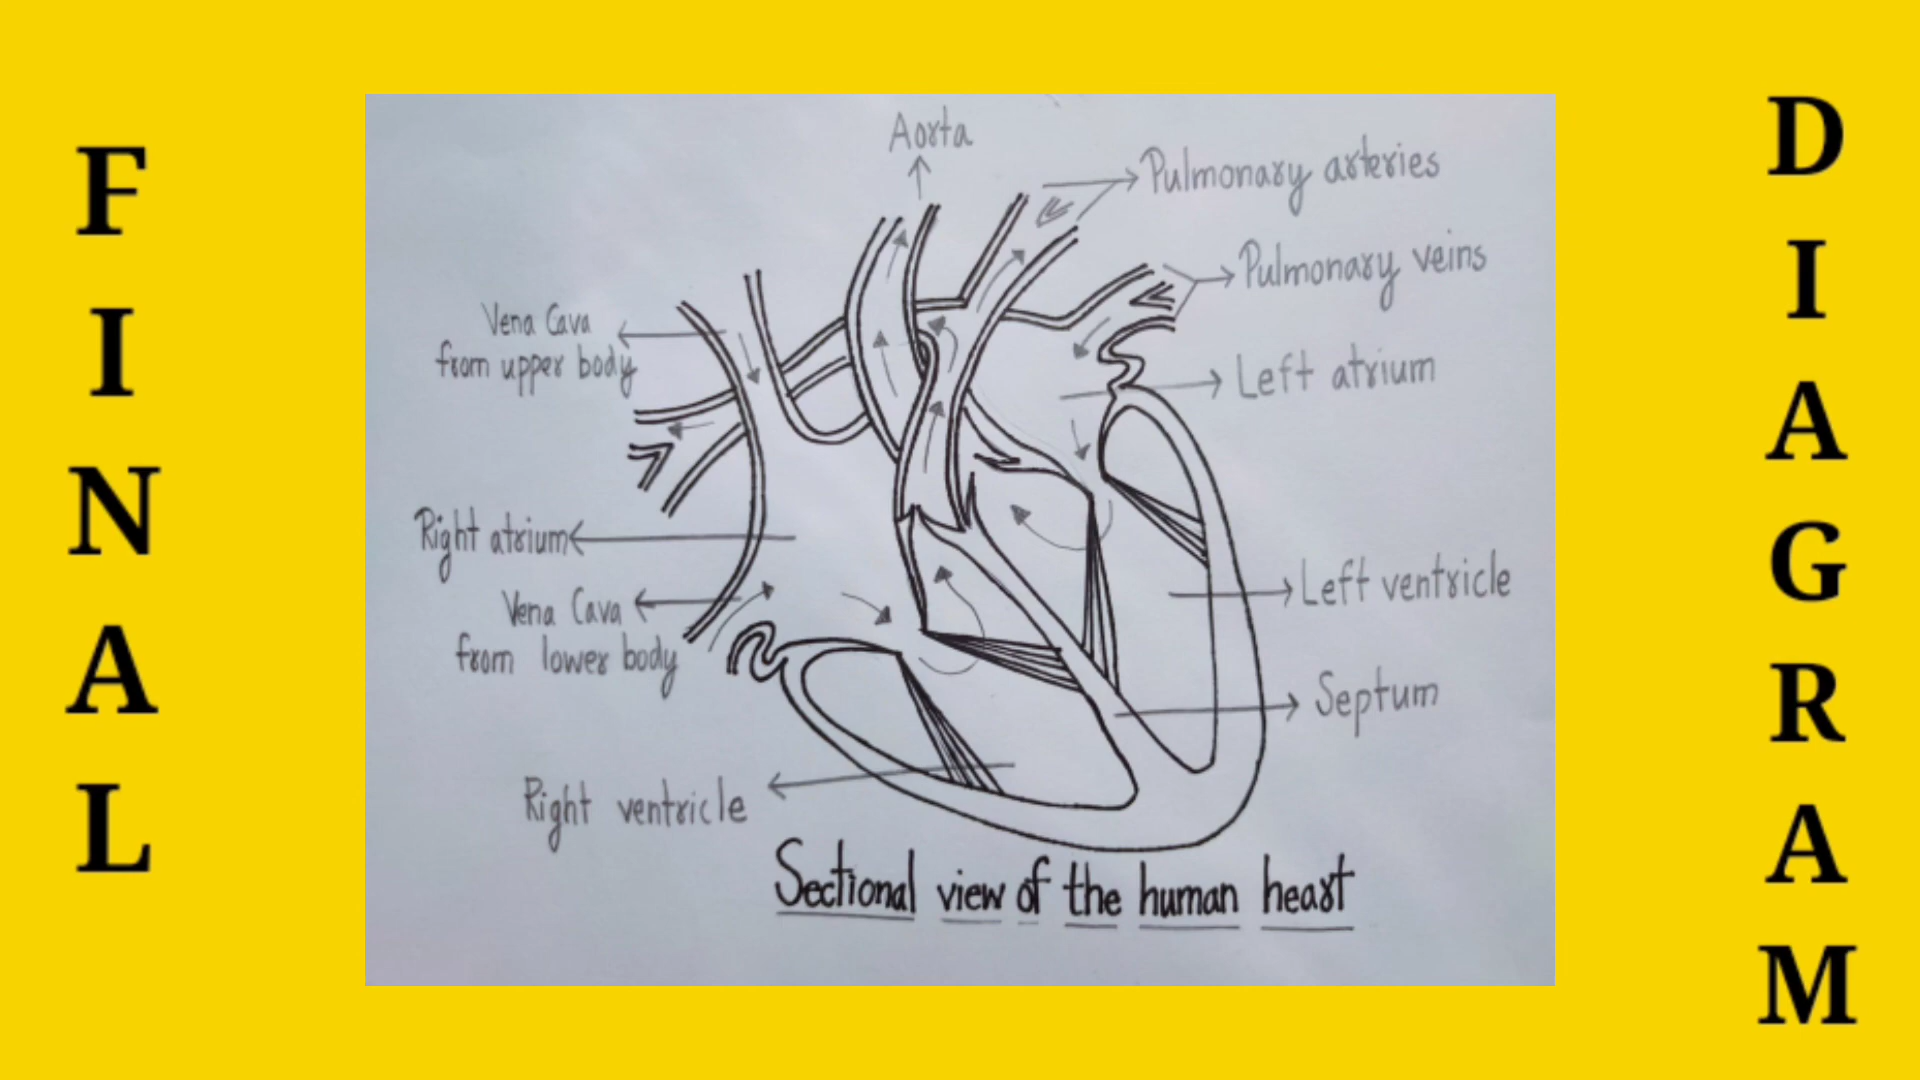 FINAL
Aorta
Pulmonary arteries
Pulmonary veins
Vena Cava
from upper body
Left atrium
Right atrium
Left ventricle
Vena Cava
from lower body
Septum
Right ventricle
Sectional view of the human heart
DIAGRAM